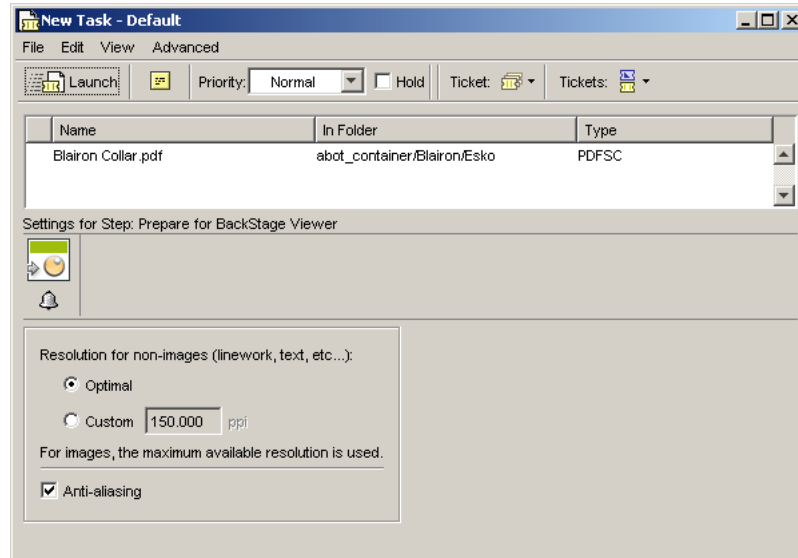 New Task - Default
File Edit View Advanced
Launch Priority: Normal Hold Ticket: Tickets:
Name In Folder Type
Blairon Collar.pdf abot_container/Blairon/Esko PDFSC
Settings for Step: Prepare for BackStage Viewer
Resolution for non-images (linework, text, etc...):
Optimal
Custom 150.000 ppi
For images, the maximum available resolution is used.
Anti-aliasing